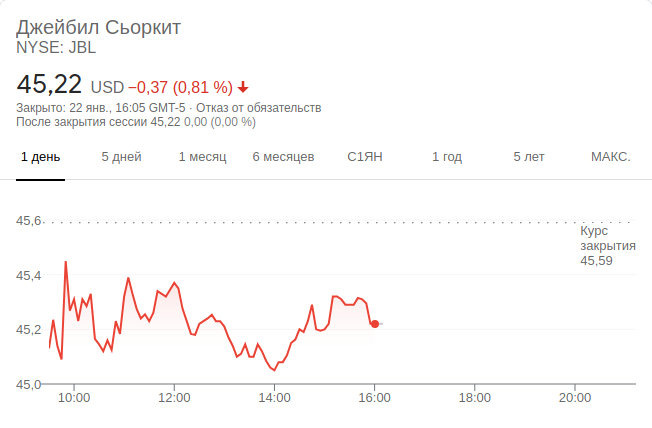 Джейбил Сьоркит
NYSE: JBL
45,22 USD −0,37 (0,81 %)
Закрыто: 22 янв., 16:05 GMT-5 · Отказ от обязательств
После закрытия сессии 45,22 0,00 (0,00 %)
1 день 5 дней 1 месяц 6 месяцев С1ЯН 1 год 5 лет МАКС.
45,6
Курс
закрытия
45,59
45,4
45,2
45,0
10:00 12:00 14:00 16:00 18:00 20:00